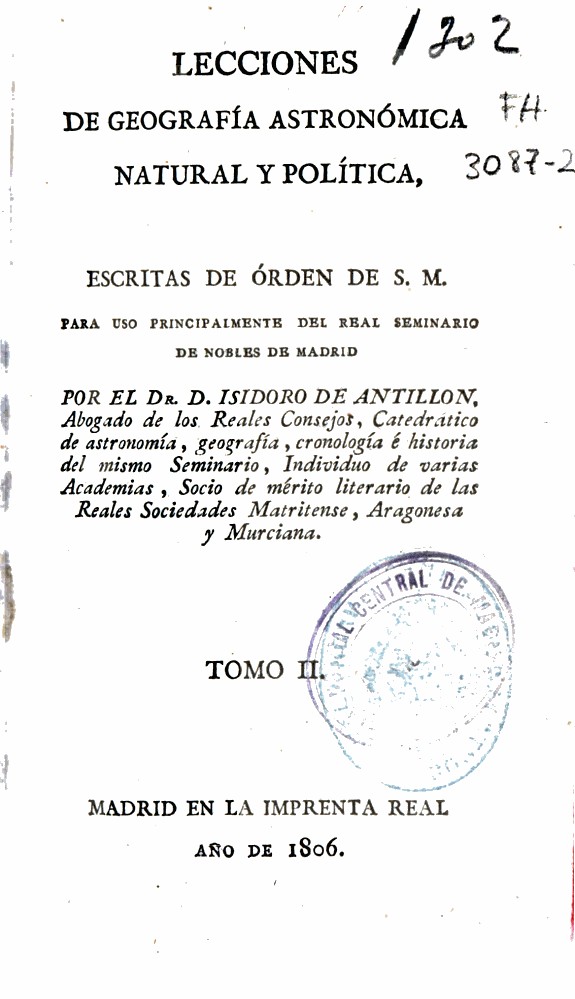 LECCIONES
DE GEOGRAFÍA ASTRONÓMICA
NATURAL Y POLÍTICA,
FH.
3087-2
ESCRITAS DE ÓRDEN DE S. M.
PARA USO PRINCIPALMENTE DEL REAL SEMINARIO
DE NOBLES DE MADRID
POR EL DR. D. ISIDORO DE ANTILLON,
Abogado de los Reales Consejos, Catedrático
de astronomía, geografía, cronología é historia
del mismo Seminario, Individuo de varias
Academias, Socio de mérito literario de las
Reales Sociedades Matritense, Aragonesa
y Murciana.
CENTRAL DE
TOMO II.
MADRID EN LA IMPRENTA REAL
AÑO DE 1806.